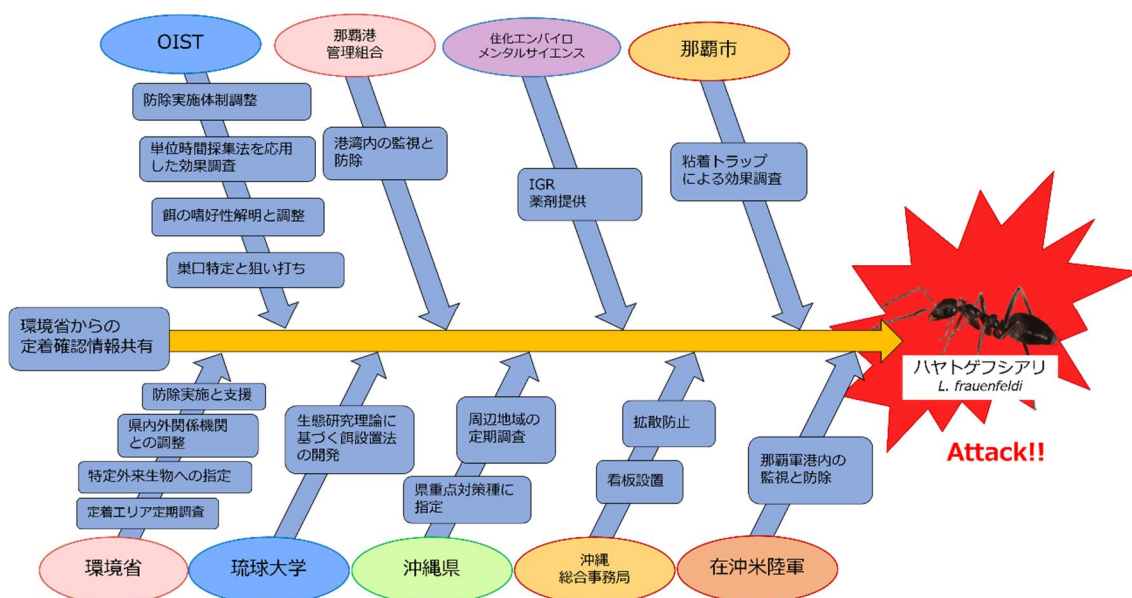 OIST
那覇港
管理組合
住化エンバイロ
メンタルサイエンス
那覇市
防除実施体制調整
単位時間採集法を応用
した効果調査
餌の嗜好性解明と調整
巣口特定と狙い打ち
港湾内の監視と
防除
IGR
薬剤提供
粘着トラップ
による効果調査
環境省からの
定着確認情報共有
ハヤトゲフシアリ
L. frauenfeldi
Attack!!
防除実施と支援
県内外関係機関
との調整
特定外来生物への指定
定着エリア定期調査
生態研究理論に
基づく餌設置法
の開発
周辺地域の
定期調査
県重点対策種に
指定
拡散防止
看板設置
那覇軍港内の
監視と防除
環境省
琉球大学
沖縄県
沖縄
総合事務局
在沖米陸軍